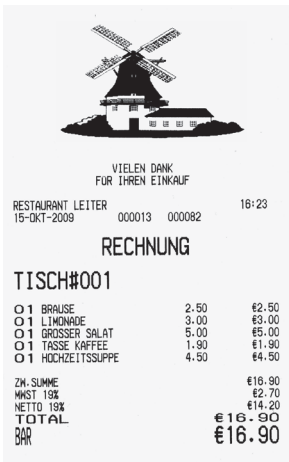 VIELEN DANK
FÜR IHREN EINKAUF
RESTAURANT LEITER 16:23
15-OKT-2009 000013 000082
RECHNUNG
TISCH#001
01 BRAUSE 2.50 €2.50
01 LIMONADE 3.00 €3.00
01 GROSSER SALAT 5.00 €5.00
01 TASSE KAFFEE 1.90 €1.90
01 HOCHZEITSSUPPE 4.50 €4.50
ZW.SUMME €16.90
MWST 19% €2.70
NETTO 19% €14.20
TOTAL €16.90
BAR €16.90